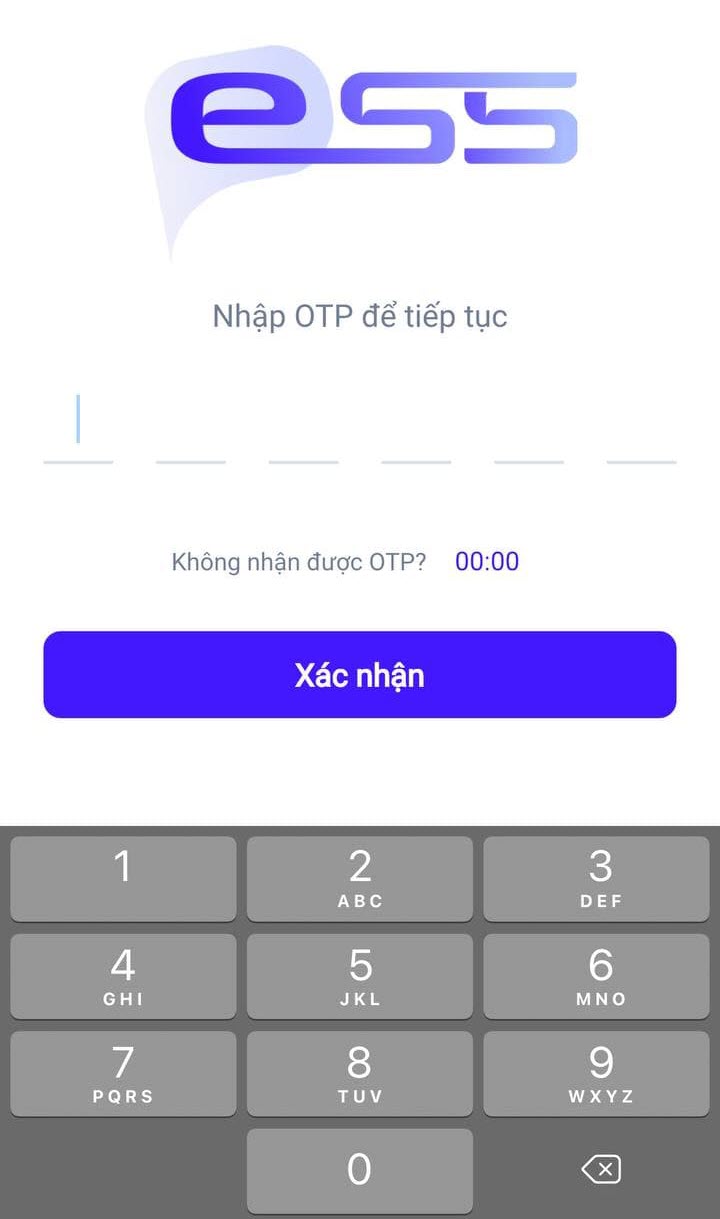 ess
Nhập OTP để tiếp tục
Không nhận được OTP? 00:00
Xác nhận
1 2 3
ABC DEF
4 5 6
GHI JKL MNO
7 8 9
PQRS TUV WXYZ
0